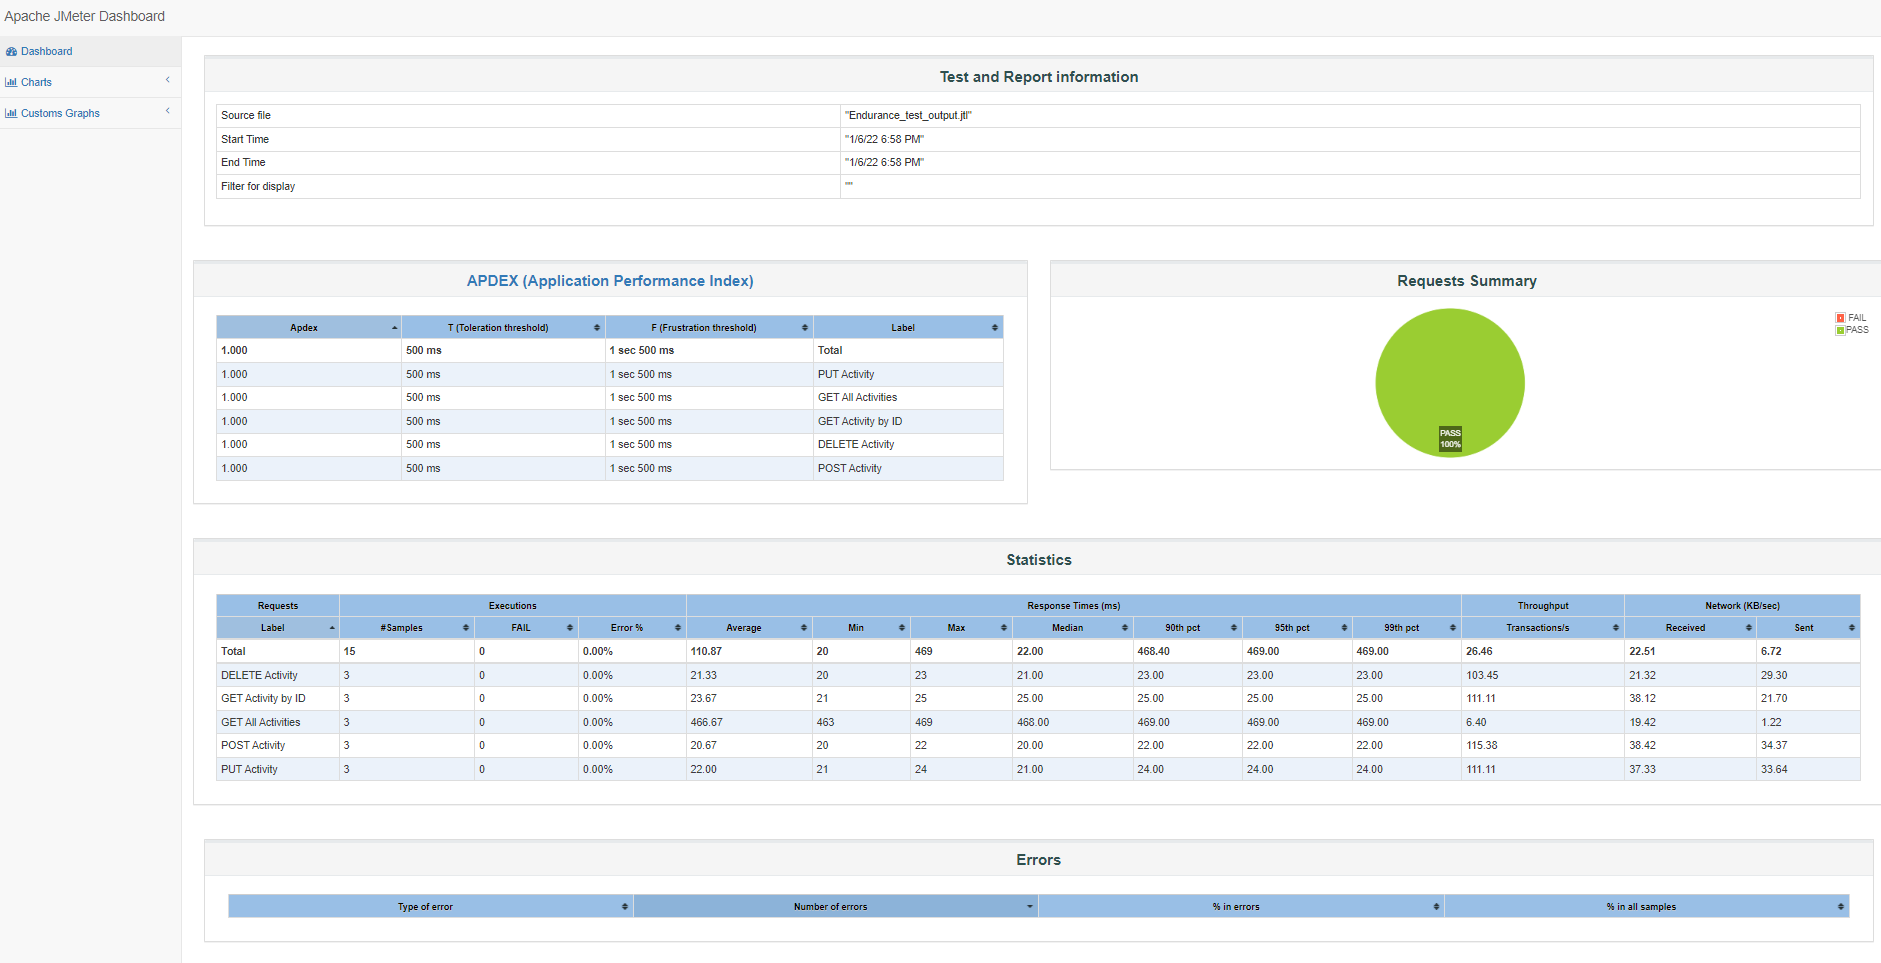 Apache JMeter Dashboard
Dashboard
Charts
Customs Graphs
Test and Report information
Source file "Endurance_test_output.jtl"
Start Time "1/6/22 6:58 PM"
End Time "1/6/22 6:58 PM"
Filter for display ""
APDEX (Application Performance Index)
Apdex T (Toleration threshold) F (Frustration threshold) Label
1.000 500 ms 1 sec 500 ms Total
1.000 500 ms 1 sec 500 ms PUT Activity
1.000 500 ms 1 sec 500 ms GET All Activities
1.000 500 ms 1 sec 500 ms GET Activity by ID
1.000 500 ms 1 sec 500 ms DELETE Activity
1.000 500 ms 1 sec 500 ms POST Activity
Requests Summary
FAIL
PASS
PASS
100%
Statistics
Requests Executions Response Times (ms) Throughput Network (KB/sec)
Label #Samples FAIL Error % Average Min Max Median 90th pct 95th pct 99th pct Transactions/s Received Sent
Total 15 0 0.00% 110.87 20 469 22.00 468.40 469.00 469.00 26.46 22.51 6.72
DELETE Activity 3 0 0.00% 21.33 20 23 21.00 23.00 23.00 23.00 103.45 21.32 29.30
GET Activity by ID 3 0 0.00% 23.67 21 25 25.00 25.00 25.00 25.00 111.11 38.12 21.70
GET All Activities 3 0 0.00% 466.67 463 469 468.00 469.00 469.00 469.00 6.40 19.42 1.22
POST Activity 3 0 0.00% 20.67 20 22 20.00 22.00 22.00 22.00 115.38 38.42 34.37
PUT Activity 3 0 0.00% 22.00 21 24 21.00 24.00 24.00 24.00 111.11 37.33 33.64
Errors
Type of error Number of errors % in errors % in all samples